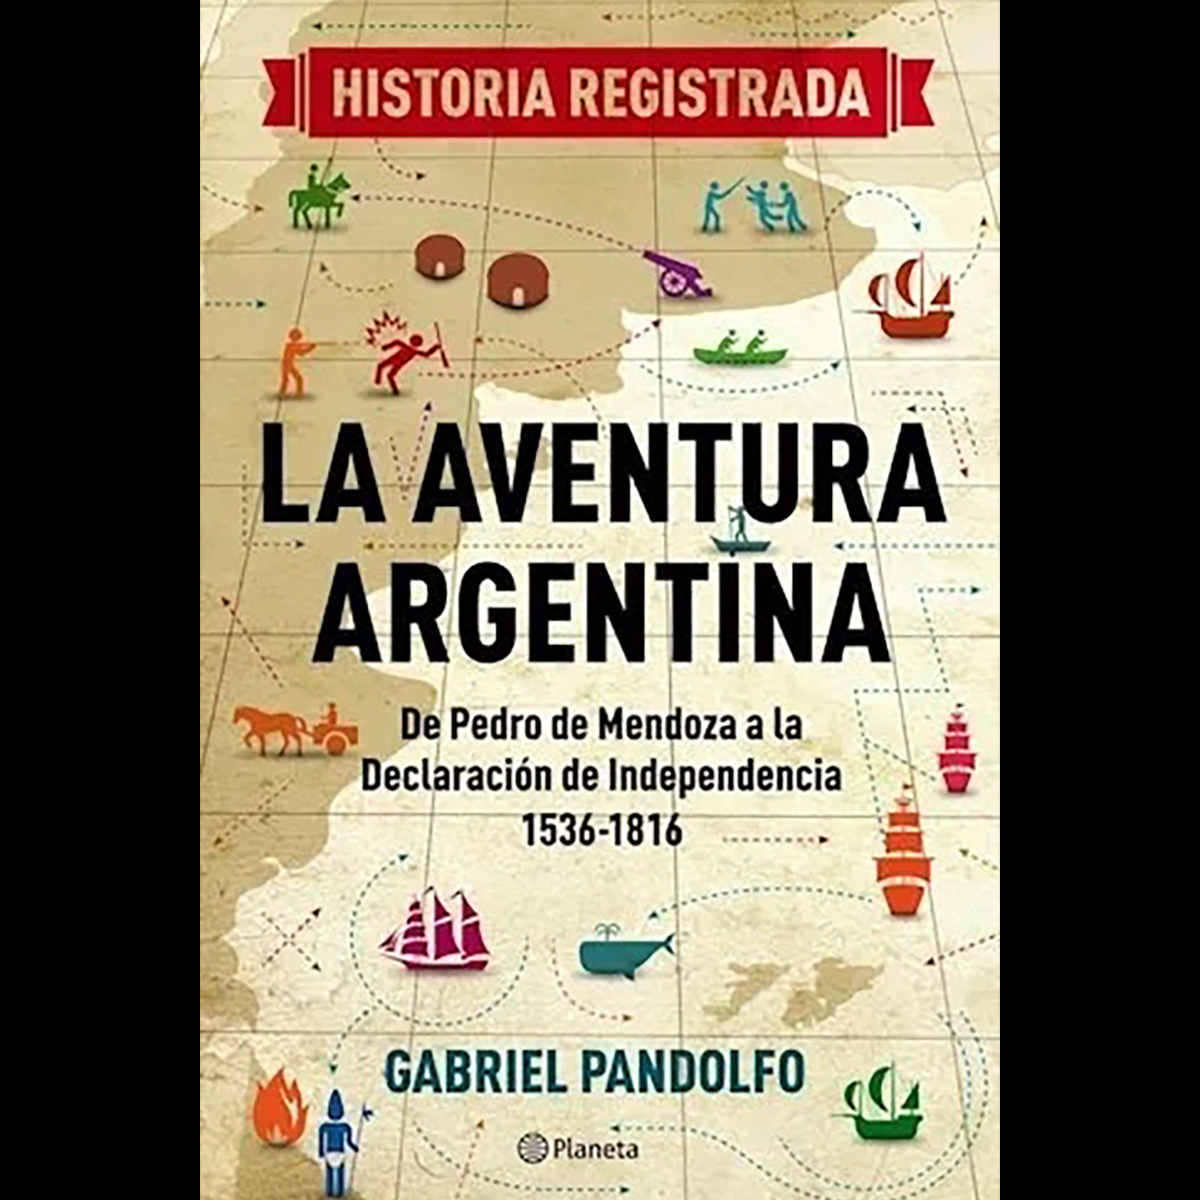 HISTORIA REGISTRADA
LA AVENTURA
ARGENTINA
De Pedro de Mendoza a la
Declaración de Independencia
1536-1816
GABRIEL PANDOLFO
Planeta